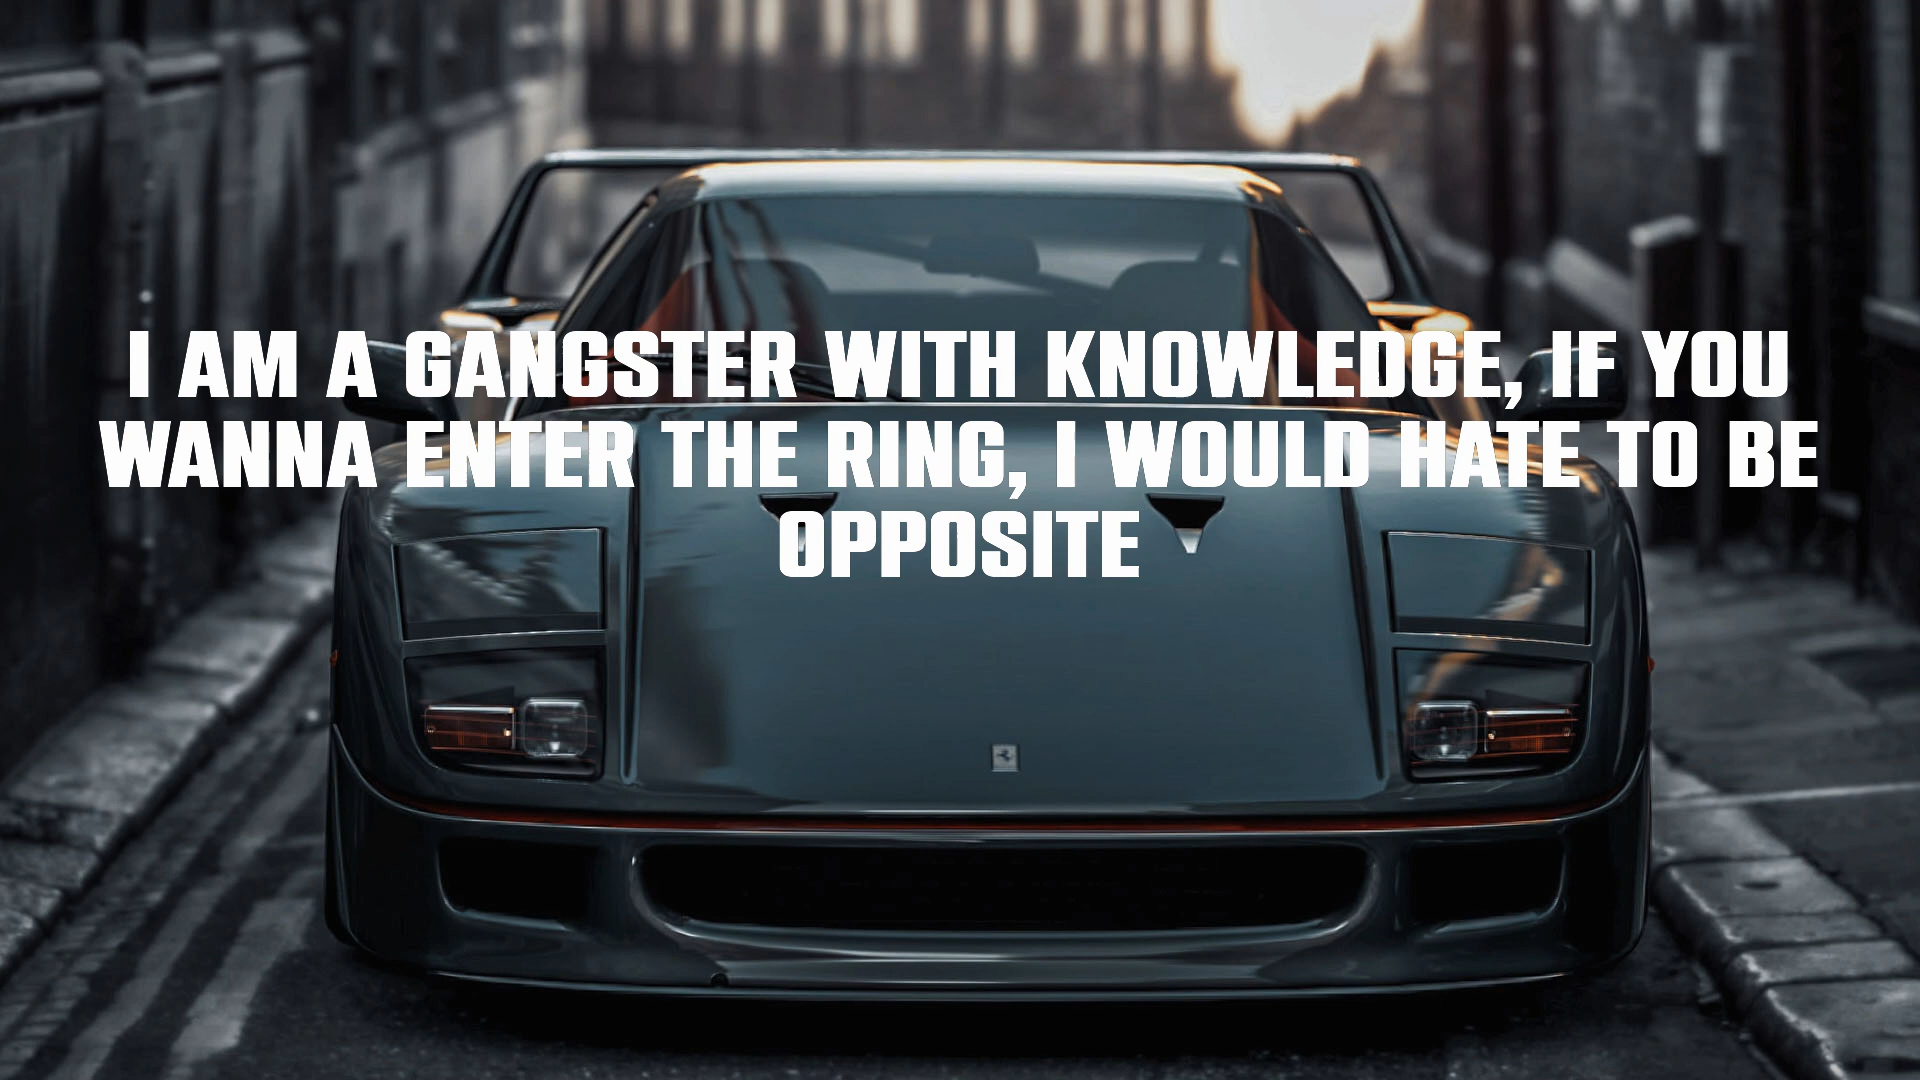 I AM A GANGSTER WITH KNOWLEDGE, IF YOU
WANNA ENTER THE RING, I WOULD HATE TO BE
OPPOSITE